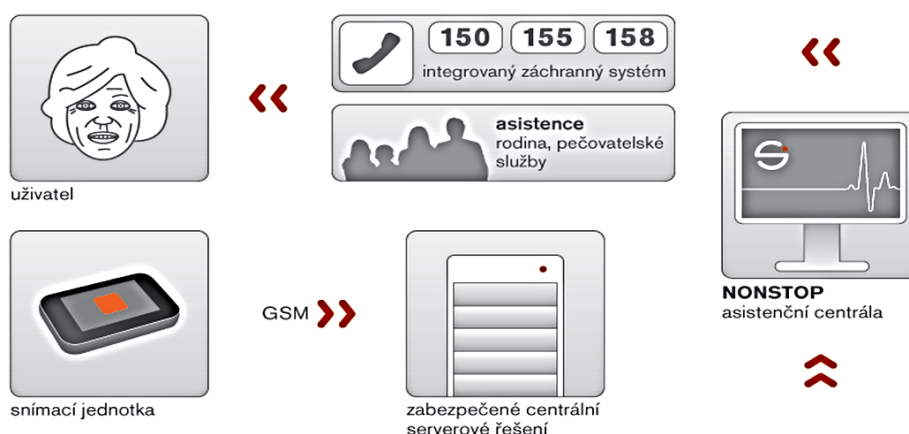 150 155 158
integrovaný záchranný systém
asistence
rodina, pečovatelské
služby
uživatel
NONSTOP
asistenční centrála
GSM
snímací jednotka
zabezpečené centrální
serverové řešení